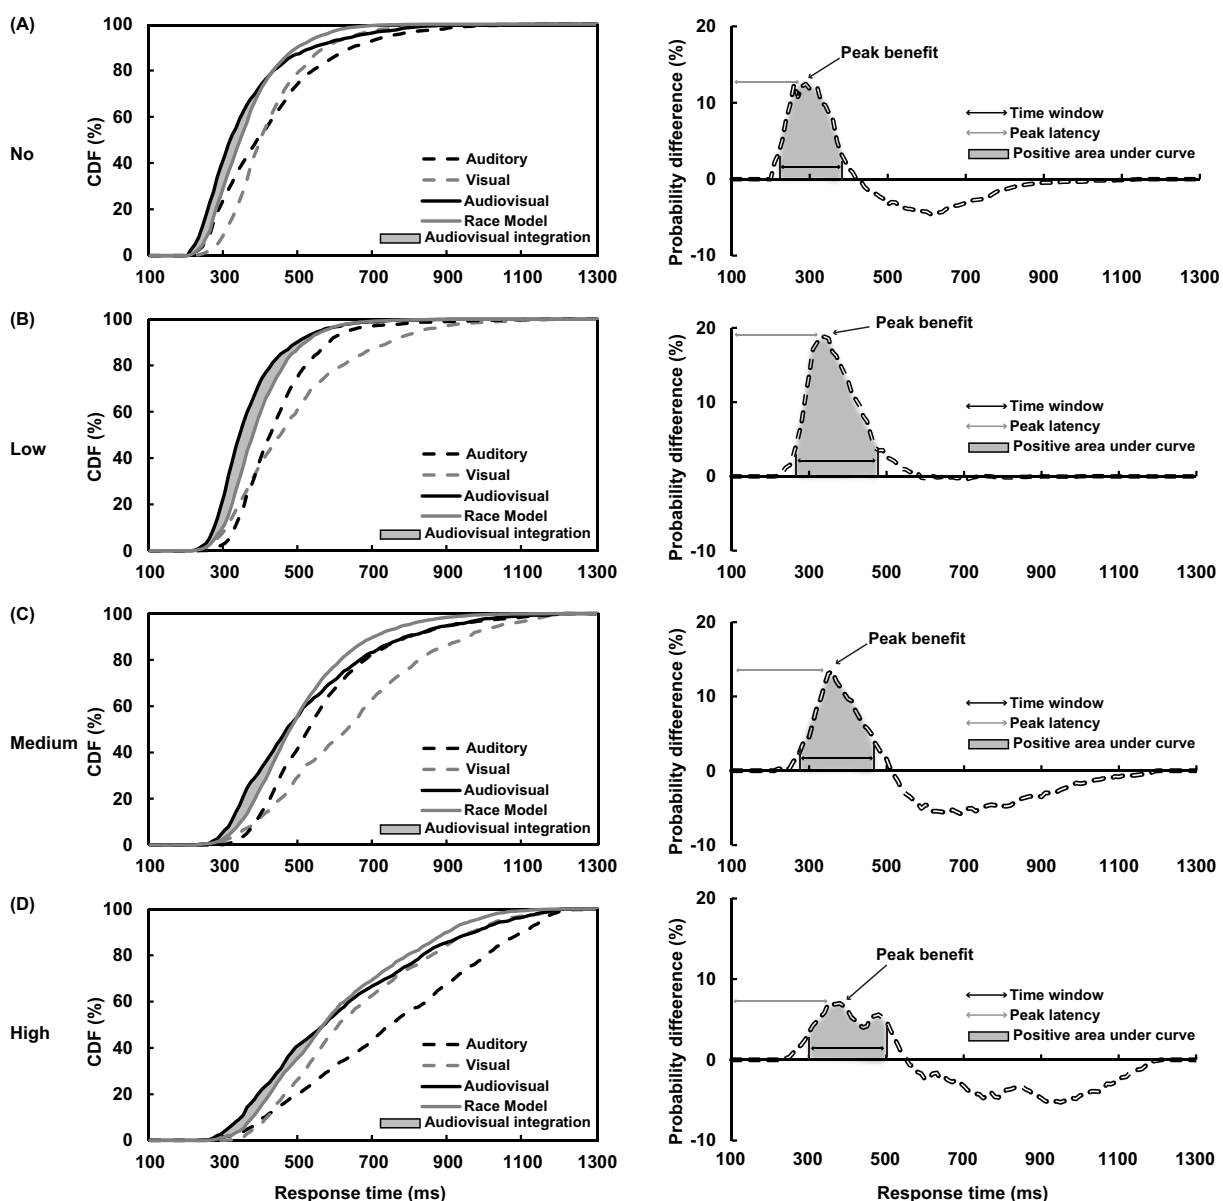 (A)
No
CDF (%)
100
80
60
40
20
0
Auditory
Visual
Audiovisual
Race Model
Audiovisual integration
100 300 500 700 900 1100 1300
Probability diffeerence (%)
20
10
0
-10
Peak benefit
Time window
Peak latency
Positive area under curve
100 300 500 700 900 1100 1300
(B)
Low
CDF (%)
100
80
60
40
20
0
Auditory
Visual
Audiovisual
Race Model
Audiovisual integration
100 300 500 700 900 1100 1300
Probability diffeerence (%)
20
10
0
-10
Peak benefit
Time window
Peak latency
Positive area under curve
100 300 500 700 900 1100 1300
(C)
Medium
CDF (%)
100
80
60
40
20
0
Auditory
Visual
Audiovisual
Race Model
Audiovisual integration
100 300 500 700 900 1100 1300
Probability diffeerence (%)
20
10
0
-10
Peak benefit
Time window
Peak latency
Positive area under curve
100 300 500 700 900 1100 1300
(D)
High
CDF (%)
100
80
60
40
20
0
Auditory
Visual
Audiovisual
Race Model
Audiovisual integration
100 300 500 700 900 1100 1300
Response time (ms)
Probability diffeerence (%)
20
10
0
-10
Peak benefit
Time window
Peak latency
Positive area under curve
100 300 500 700 900 1100 1300
Response time (ms)